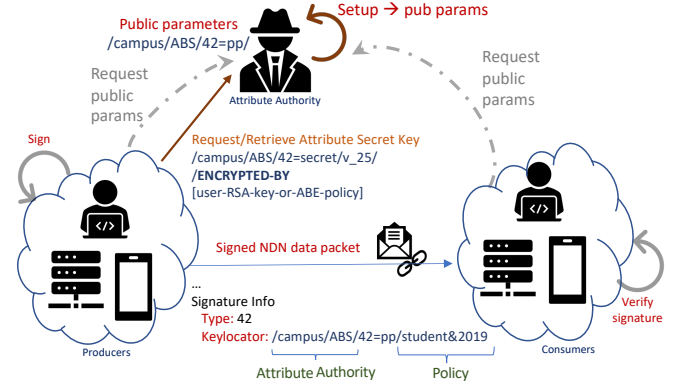 Setup → pub params
Public parameters
/campus/ABS/42=pp/
Attribute Authority
Request
public
params
Request
public
params
Sign
Request/Retrieve Attribute Secret Key
/campus/ABS/42=secret/v_25/
/ENCRYPTED-BY
[user-RSA-key-or-ABE-policy]
</>
</>
Signed NDN data packet
...
Signature Info
Type: 42
Keylocator: /campus/ABS/42=pp/student&2019
Verify
signature
Producers
Consumers
Attribute Authority
Policy